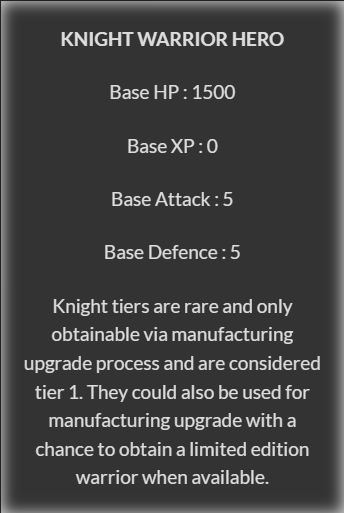 KNIGHT WARRIOR HERO
Base HP : 1500
Base XP : 0
Base Attack : 5
Base Defence : 5
Knight tiers are rare and only
obtainable via manufacturing
upgrade process and are considered
tier 1. They could also be used for
manufacturing upgrade with a
chance to obtain a limited edition
warrior when available.